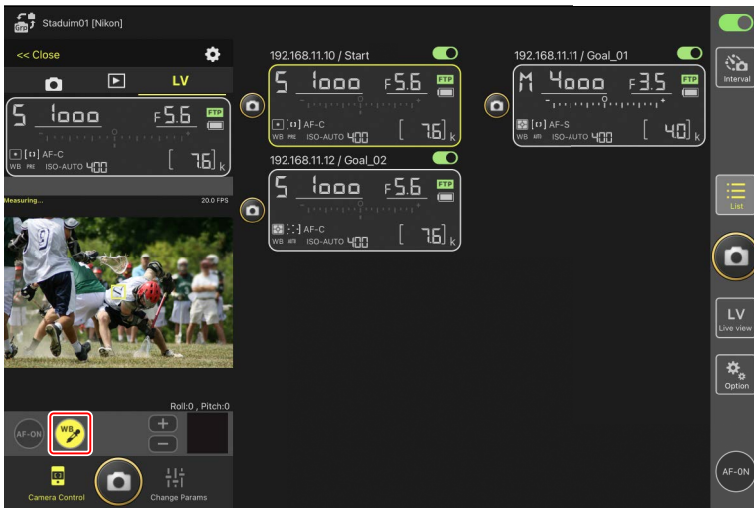 Grp Staduim01 [Nikon]
<< Close
LV
S 1000 F5.6 FTP
[ 7.6] k
AF-C
WB PRE ISO-AUTO 400
Measuring... 20.0 FPS
Roll:0 , Pitch:0
AF-ON WB
Camera Control Change Params
192.168.11.10 / Start
S 1000 F5.6 FTP
AF-C
WB PRE ISO-AUTO 400 [ 7.6] k
192.168.11.11 / Goal_01
M 4000 F3.5 FTP
AF-S
WB ISO-AUTO 400 [ 4.0] k
192.168.11.12 / Goal_02
S 1000 F5.6 FTP
AF-C
WB ISO-AUTO 400 [ 7.6] k
Interval
List
LV
Live view
Option
AF-ON